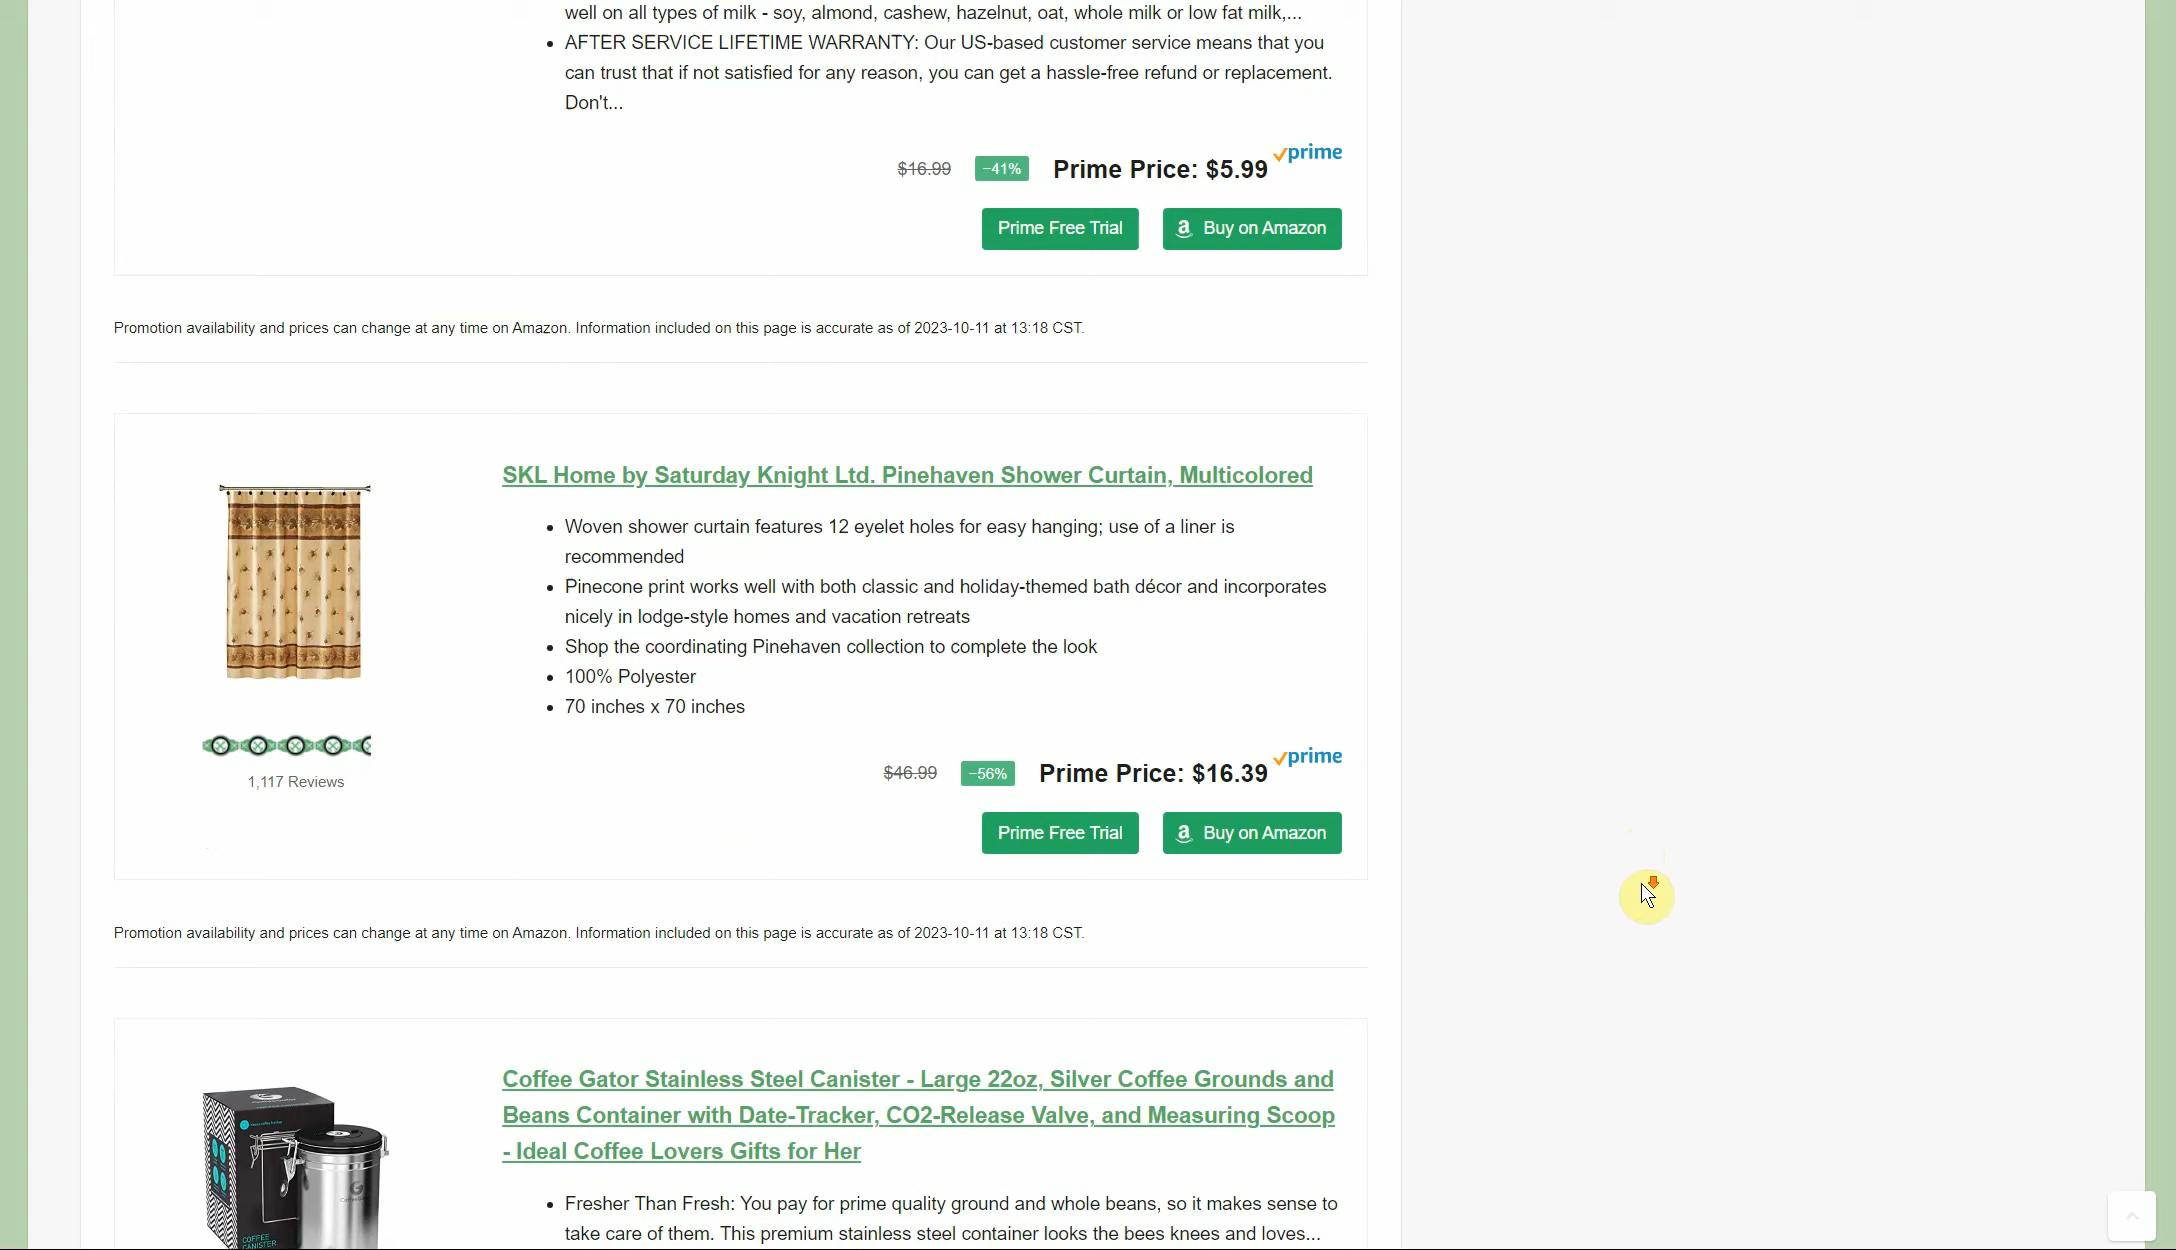 well on all types of milk - soy, almond, cashew, hazelnut, oat, whole milk or low fat milk,...
AFTER SERVICE LIFETIME WARRANTY: Our US-based customer service means that you
can trust that if not satisfied for any reason, you can get a hassle-free refund or replacement.
Don't...
$16.99 −41% Prime Price: $5.99 prime
Prime Free Trial
Buy on Amazon
Promotion availability and prices can change at any time on Amazon. Information included on this page is accurate as of 2023-10-11 at 13:18 CST.
SKL Home by Saturday Knight Ltd. Pinehaven Shower Curtain, Multicolored
Woven shower curtain features 12 eyelet holes for easy hanging; use of a liner is
recommended
Pinecone print works well with both classic and holiday-themed bath décor and incorporates
nicely in lodge-style homes and vacation retreats
Shop the coordinating Pinehaven collection to complete the look
100% Polyester
70 inches x 70 inches
1,117 Reviews
$46.99 −56% Prime Price: $16.39 prime
Prime Free Trial
Buy on Amazon
Promotion availability and prices can change at any time on Amazon. Information included on this page is accurate as of 2023-10-11 at 13:18 CST.
Coffee Gator Stainless Steel Canister - Large 22oz, Silver Coffee Grounds and
Beans Container with Date-Tracker, CO2-Release Valve, and Measuring Scoop
- Ideal Coffee Lovers Gifts for Her
Fresher Than Fresh: You pay for prime quality ground and whole beans, so it makes sense to
take care of them. This premium stainless steel container looks the bees knees and loves...
COFFEE
CANISTER